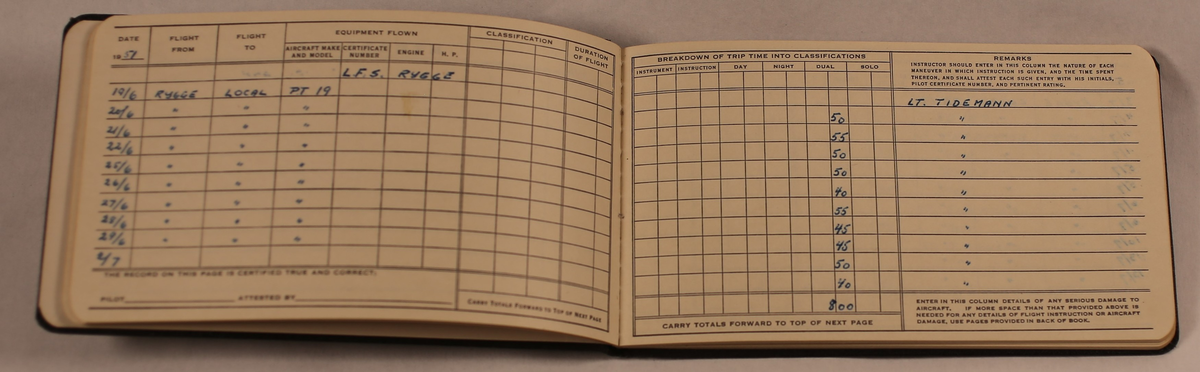 DATE FLIGHT FROM FLIGHT TO EQUIPMENT FLOWN CLASSIFICATION DURATION OF FLIGHT
19 51 AIRCRAFT MAKE AND MODEL CERTIFICATE NUMBER ENGINE H. P.
L.F.S. RYGGE
19/6 RYGGE LOCAL PT 19
20/6 " " "
21/6 " " "
22/6 " " "
25/6 " " "
26/6 " " "
27/6 " " "
28/6 " " "
29/6 " " "
2/7
THE RECORD ON THIS PAGE IS CERTIFIED TRUE AND CORRECT:
PILOT ATTESTED BY
CARRY TOTALS FORWARD TO TOP OF NEXT PAGE
BREAKDOWN OF TRIP TIME INTO CLASSIFICATIONS
INSTRUMENT INSTRUCTION DAY NIGHT DUAL SOLO
REMARKS
INSTRUCTOR SHOULD ENTER IN THIS COLUMN THE NATURE OF EACH
MANEUVER IN WHICH INSTRUCTION IS GIVEN, AND THE TIME SPENT
THEREON, AND SHALL ATTEST EACH SUCH ENTRY WITH HIS INITIALS,
PILOT CERTIFICATE NUMBER, AND PERTINENT RATING.
LT. TIDEMANN
50 "
55 "
50 "
50 "
40 "
55 "
45 "
45 "
50 "
40 "
8 00
CARRY TOTALS FORWARD TO TOP OF NEXT PAGE
ENTER IN THIS COLUMN DETAILS OF ANY SERIOUS DAMAGE TO
AIRCRAFT. IF MORE SPACE THAN THAT PROVIDED ABOVE IS
NEEDED FOR ANY DETAILS OF FLIGHT INSTRUCTION OR AIRCRAFT
DAMAGE, USE PAGES PROVIDED IN BACK OF BOOK.